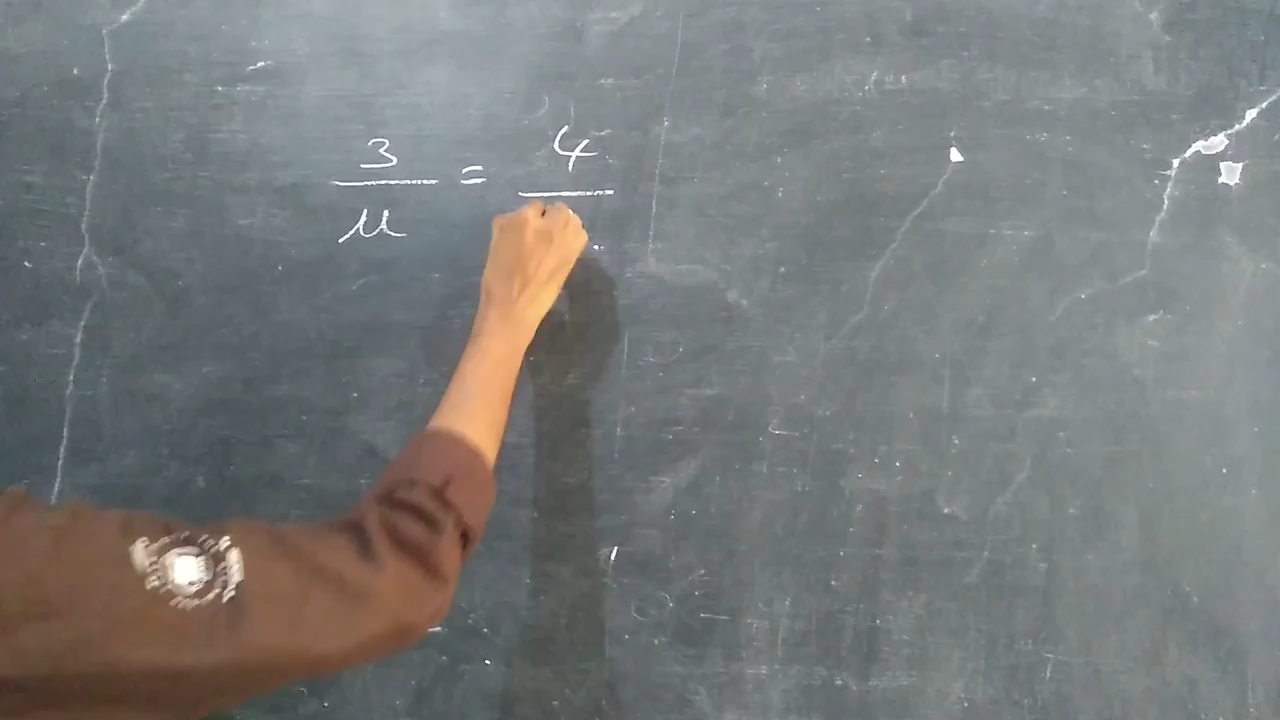 3/μ = 4/